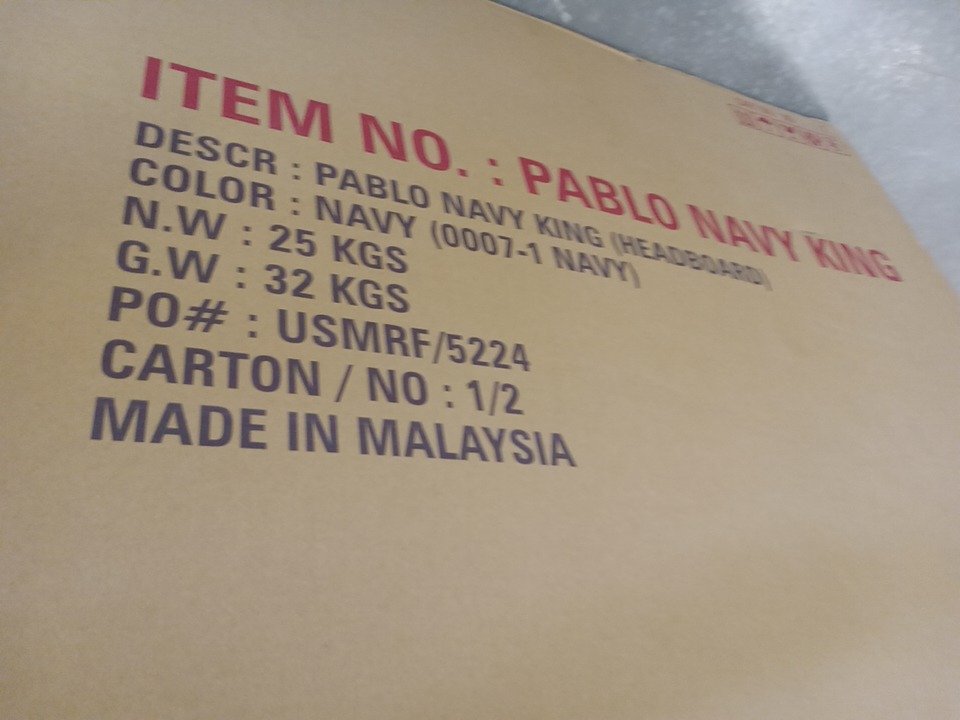 ITEM NO. : PABLO NAVY KING
DESCR : PABLO NAVY KING (HEADBOARD)
COLOR : NAVY (0007-1 NAVY)
N.W : 25 KGS
G.W : 32 KGS
PO# : USMRF/5224
CARTON / NO : 1/2
MADE IN MALAYSIA